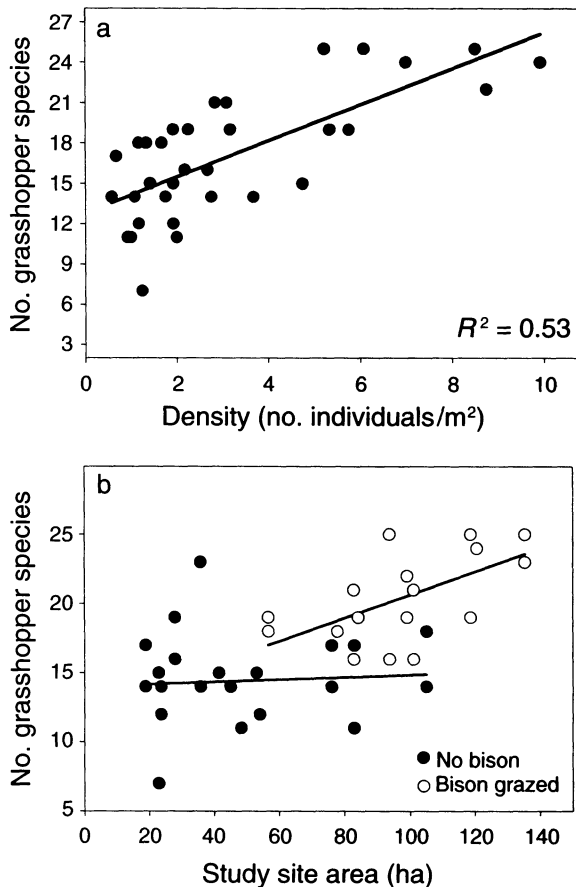 a
27
24
21
18
15
12
9
6
3
No. grasshopper species
R² = 0.53
0 2 4 6 8 10
Density (no. individuals/m²)
b
25
20
15
10
5
No. grasshopper species
No bison
Bison grazed
0 20 40 60 80 100 120 140
Study site area (ha)